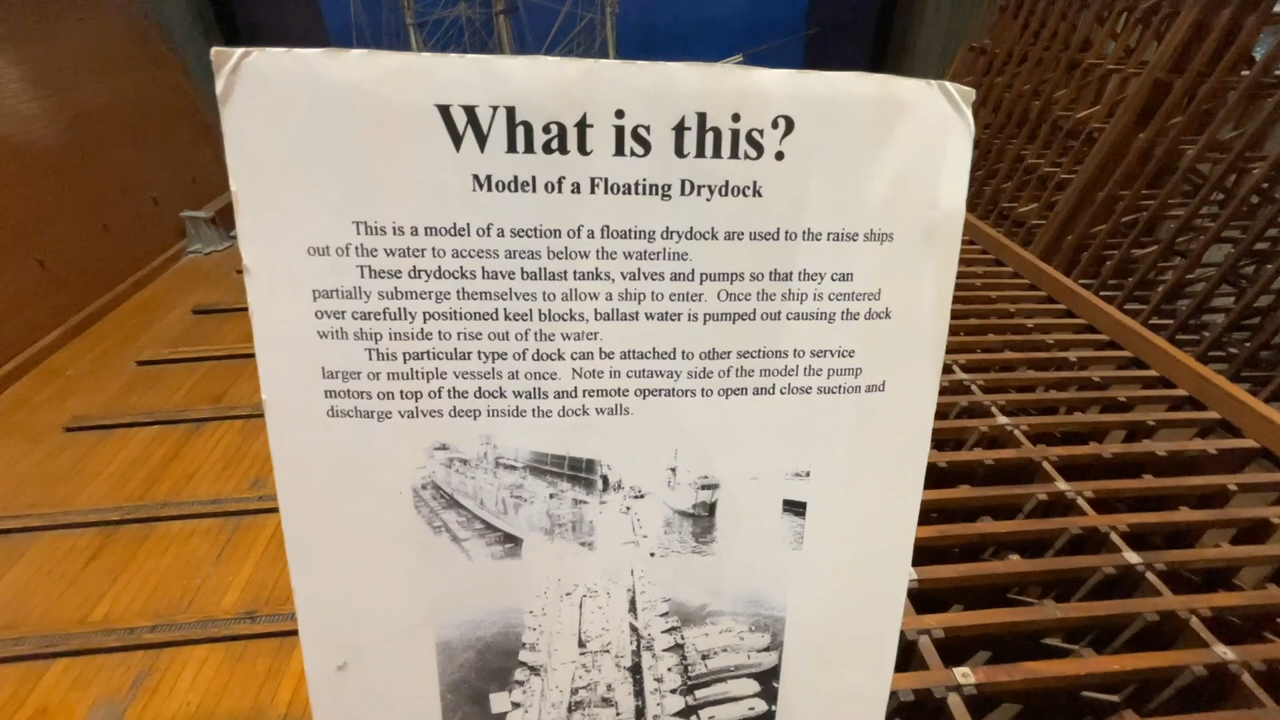 What is this?
Model of a Floating Drydock
This is a model of a section of a floating drydock are used to the raise ships
out of the water to access areas below the waterline.
These drydocks have ballast tanks, valves and pumps so that they can
partially submerge themselves to allow a ship to enter. Once the ship is centered
over carefully positioned keel blocks, ballast water is pumped out causing the dock
with ship inside to rise out of the water.
This particular type of dock can be attached to other sections to service
larger or multiple vessels at once. Note in cutaway side of the model the pump
motors on top of the dock walls and remote operators to open and close suction and
discharge valves deep inside the dock walls.